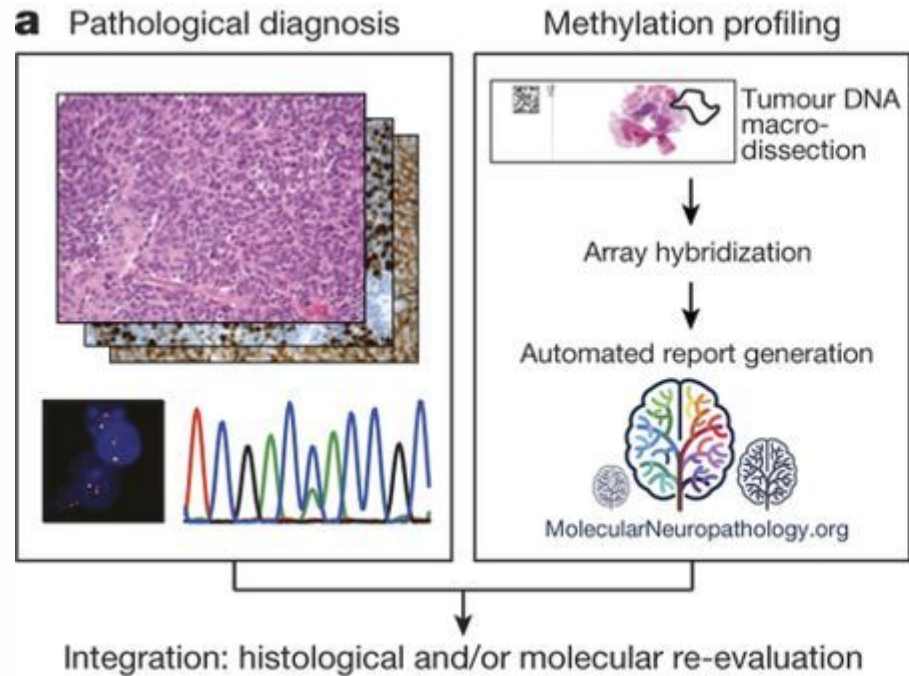 a Pathological diagnosis
Methylation profiling
Tumour DNA
macro-
dissection
Array hybridization
Automated report generation
MolecularNeuropathology.org
Integration: histological and/or molecular re-evaluation